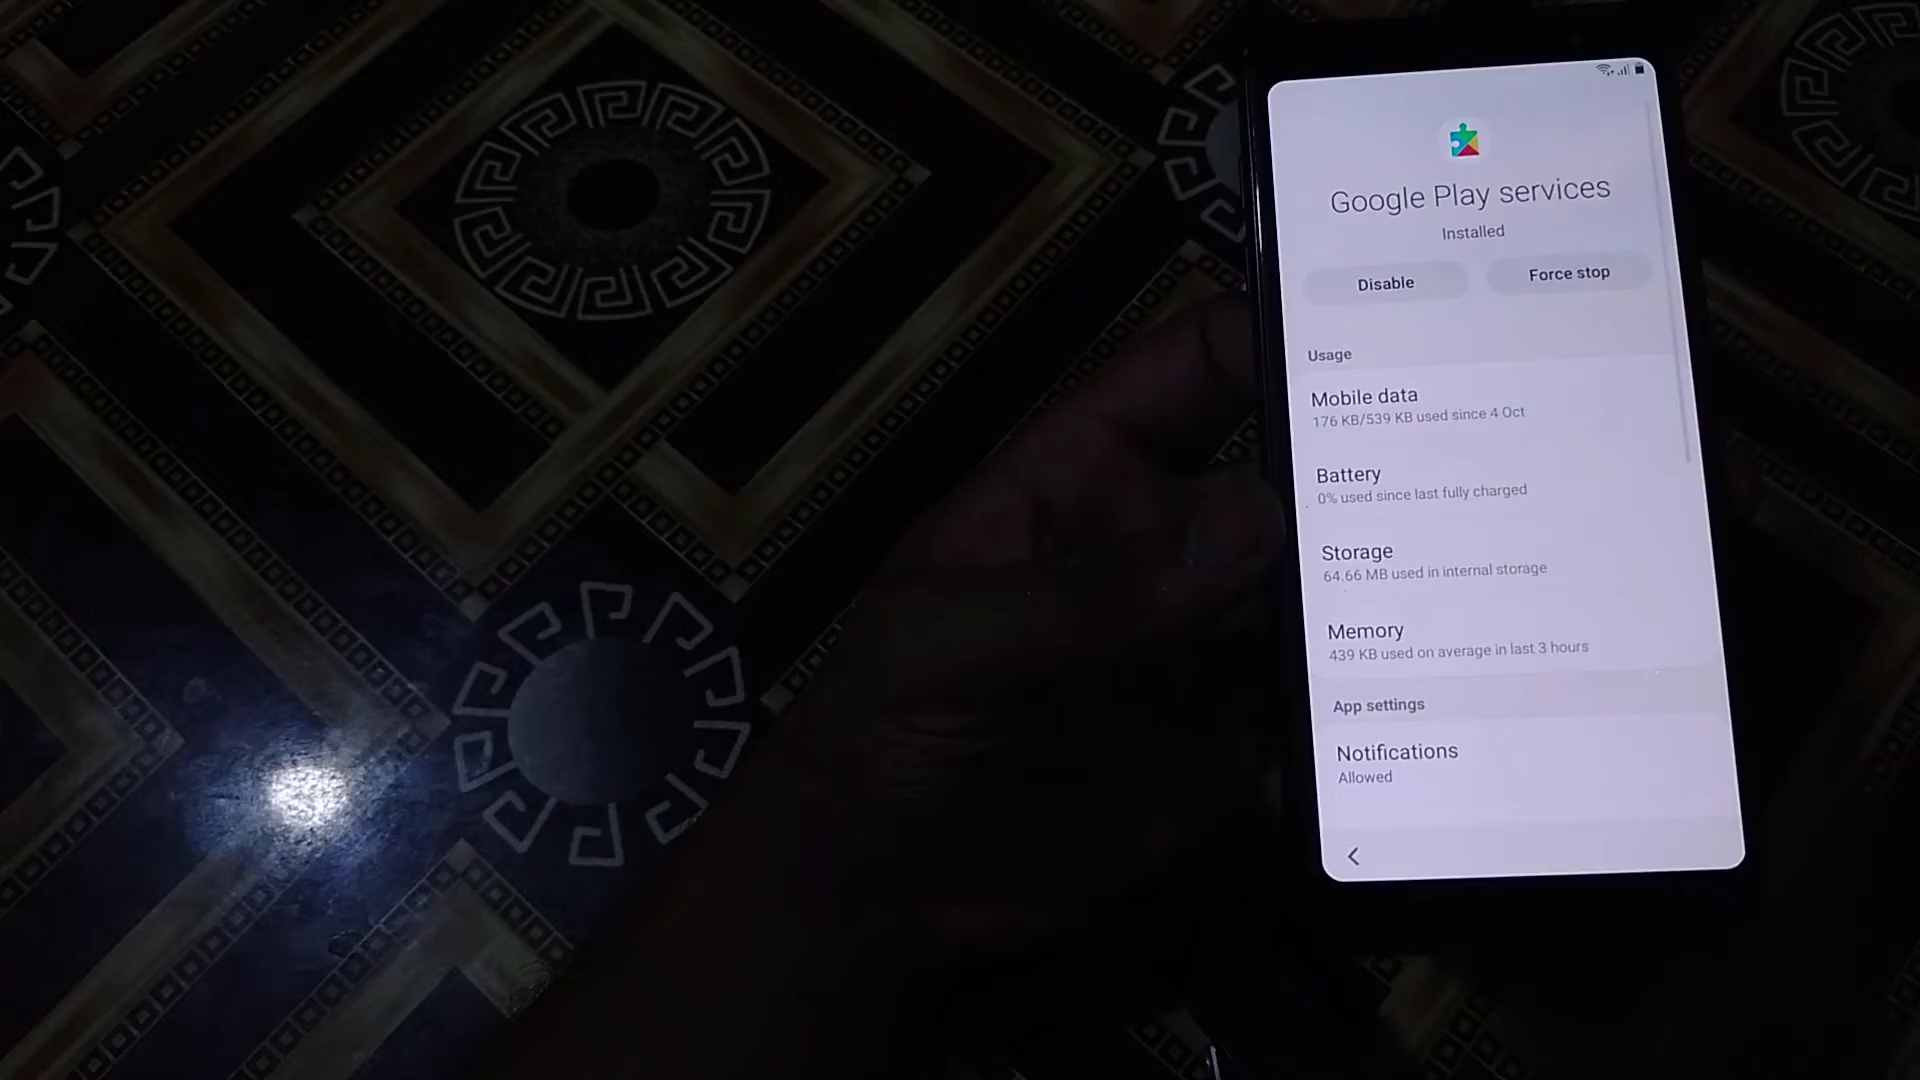 Google Play services
Installed
Disable
Force stop
Usage
Mobile data
176 KB/539 KB used since 4 Oct
Battery
0% used since last fully charged
Storage
64.66 MB used in internal storage
Memory
439 KB used on average in last 3 hours
App settings
Notifications
Allowed